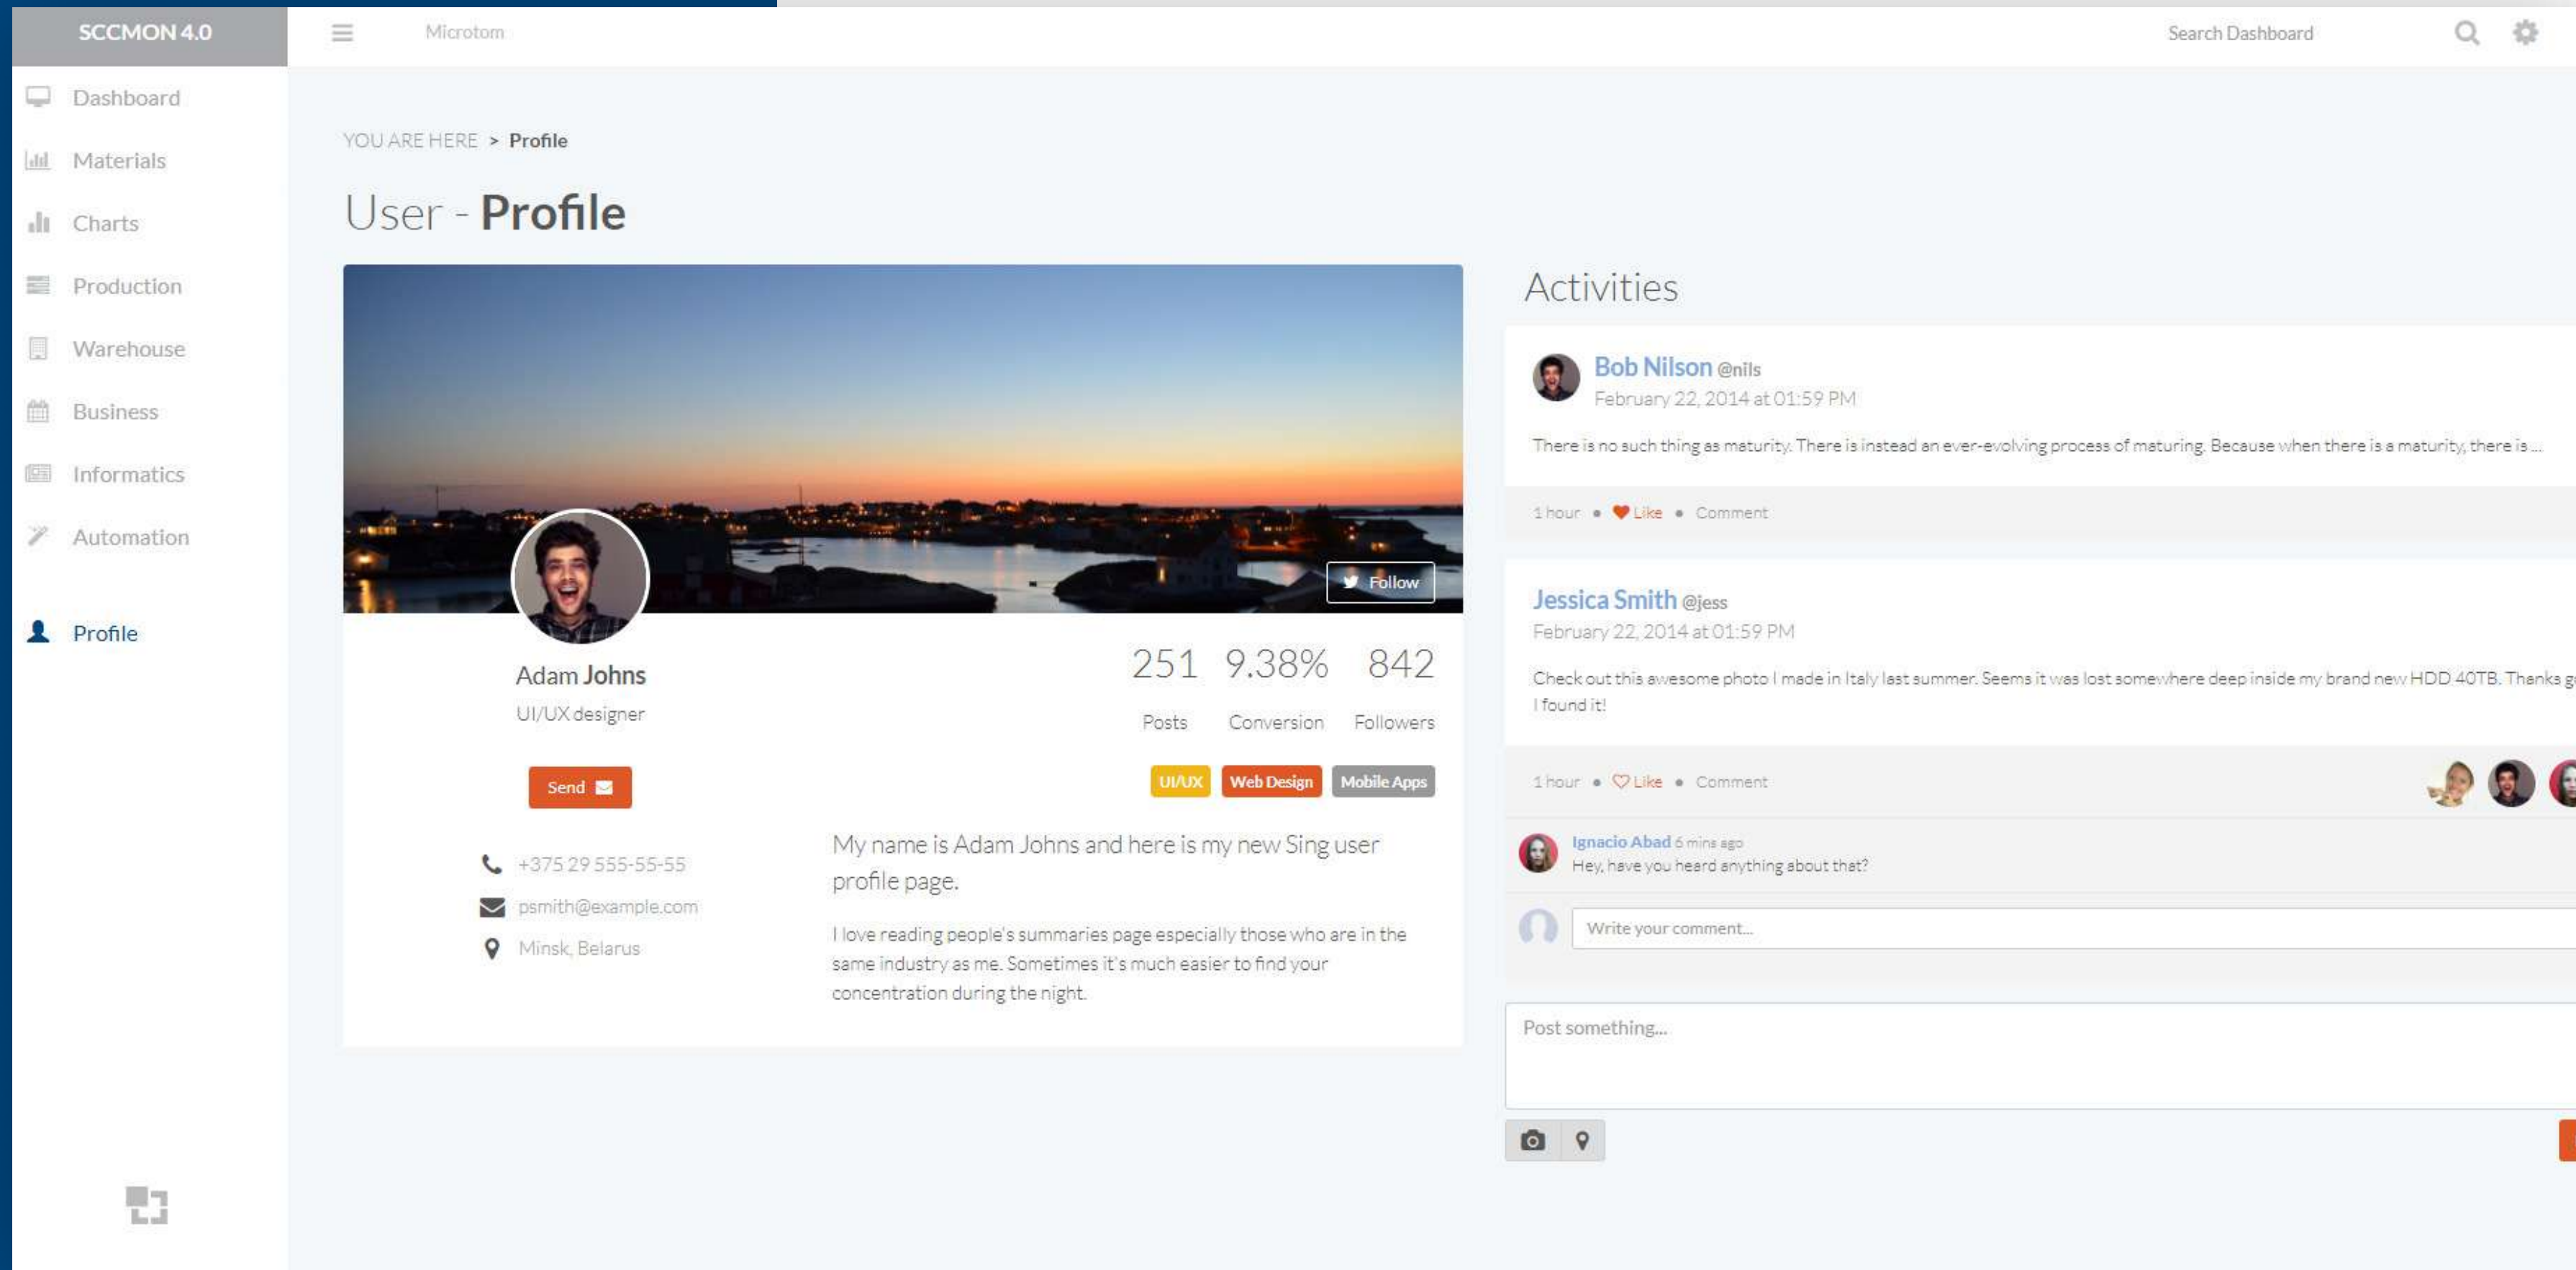 SCCMON 4.0
Microtom
Search Dashboard
Dashboard
Materials
Charts
Production
Warehouse
Business
Informatics
Automation
Profile
YOU ARE HERE > Profile
User - Profile
Follow
Adam Johns
UI/UX designer
Send
+375 29 555-55-55
psmith@example.com
Minsk, Belarus
251 9.38% 842
Posts Conversion Followers
UI/UX Web Design Mobile Apps
My name is Adam Johns and here is my new Sing user
profile page.
I love reading people's summaries page especially those who are in the
same industry as me. Sometimes it's much easier to find your
concentration during the night.
Activities
Bob Nilson @nils
February 22, 2014 at 01:59 PM
There is no such thing as maturity. There is instead an ever-evolving process of maturing. Because when there is a maturity, there is ...
1 hour • Like • Comment
Jessica Smith @jess
February 22, 2014 at 01:59 PM
Check out this awesome photo I made in Italy last summer. Seems it was lost somewhere deep inside my brand new HDD 40TB. Thanks
I found it!
1 hour • Like • Comment
Ignacio Abad 6 mins ago
Hey, have you heard anything about that?
Write your comment...
Post something...